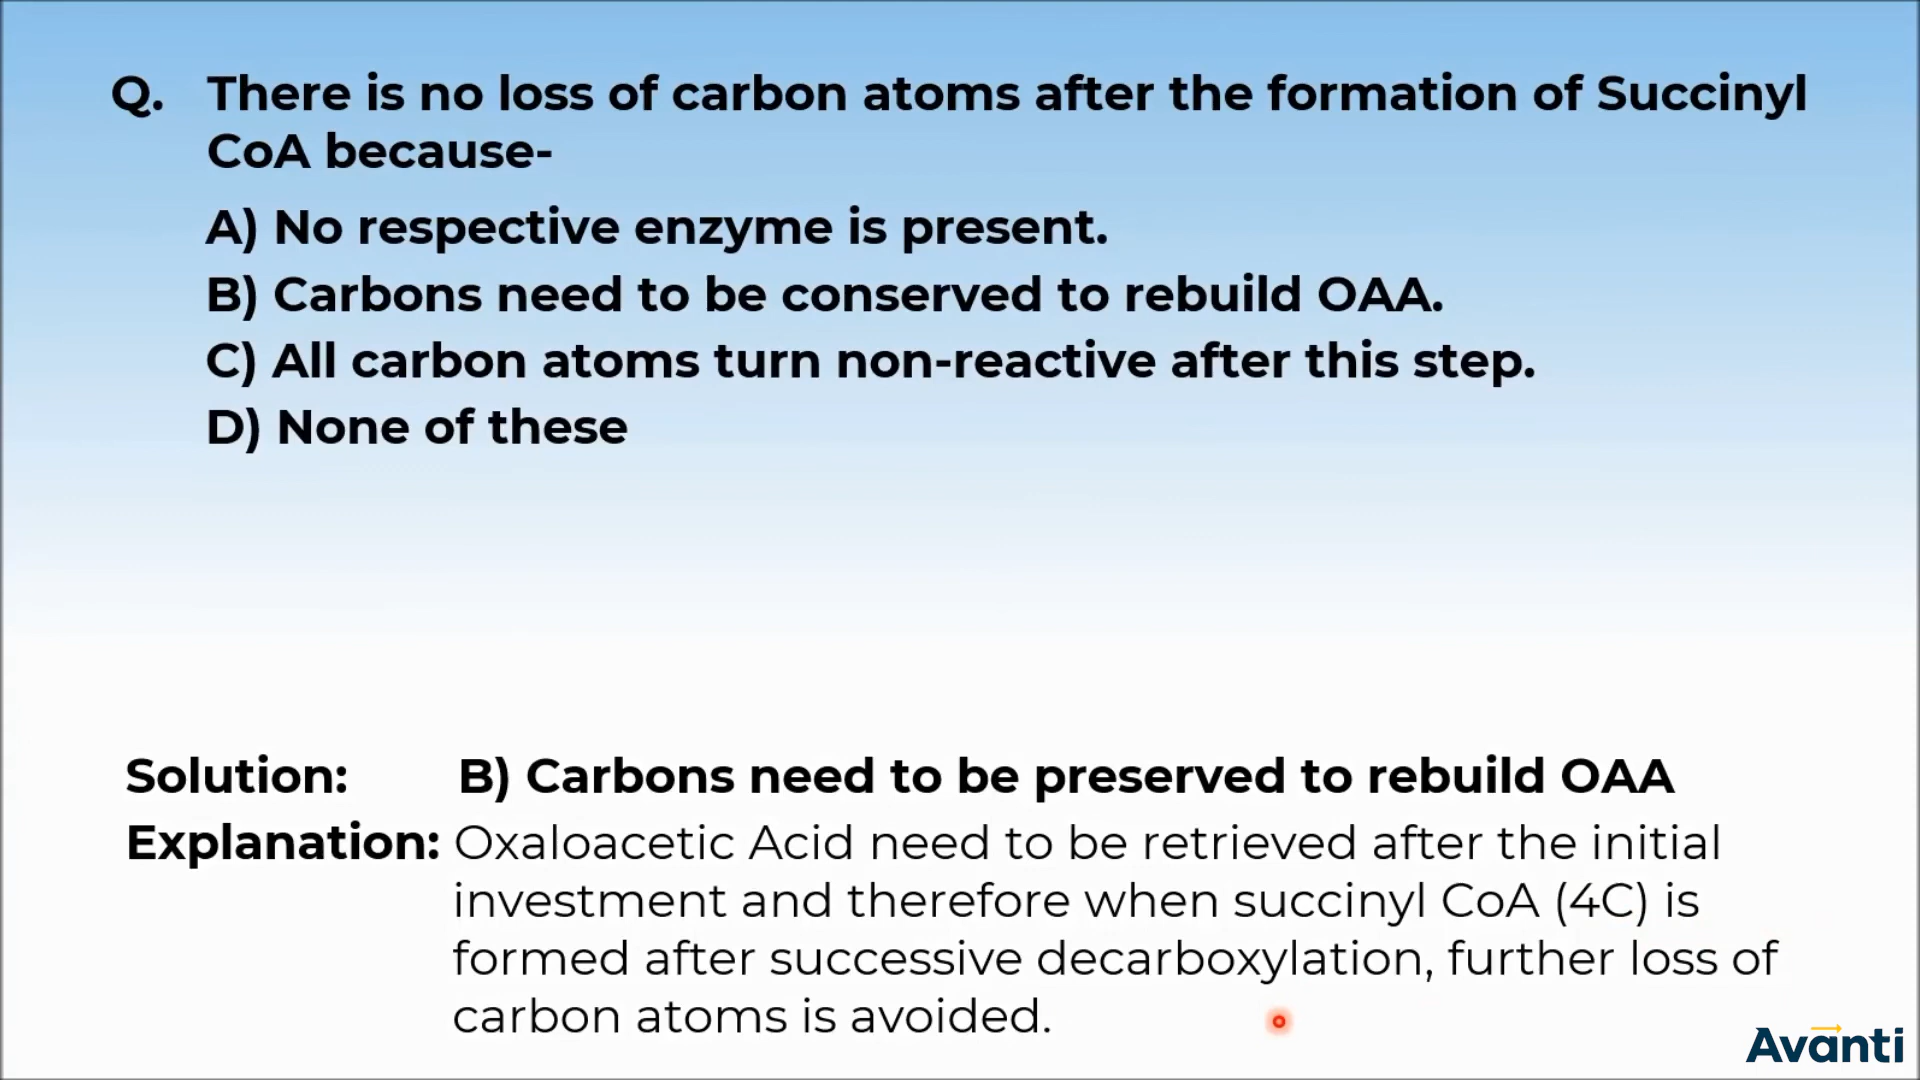 Q. There is no loss of carbon atoms after the formation of Succinyl
CoA because-
A) No respective enzyme is present.
B) Carbons need to be conserved to rebuild OAA.
C) All carbon atoms turn non-reactive after this step.
D) None of these
Solution: B) Carbons need to be preserved to rebuild OAA
Explanation: Oxaloacetic Acid need to be retrieved after the initial
investment and therefore when succinyl CoA (4C) is
formed after successive decarboxylation, further loss of
carbon atoms is avoided.
Avanti